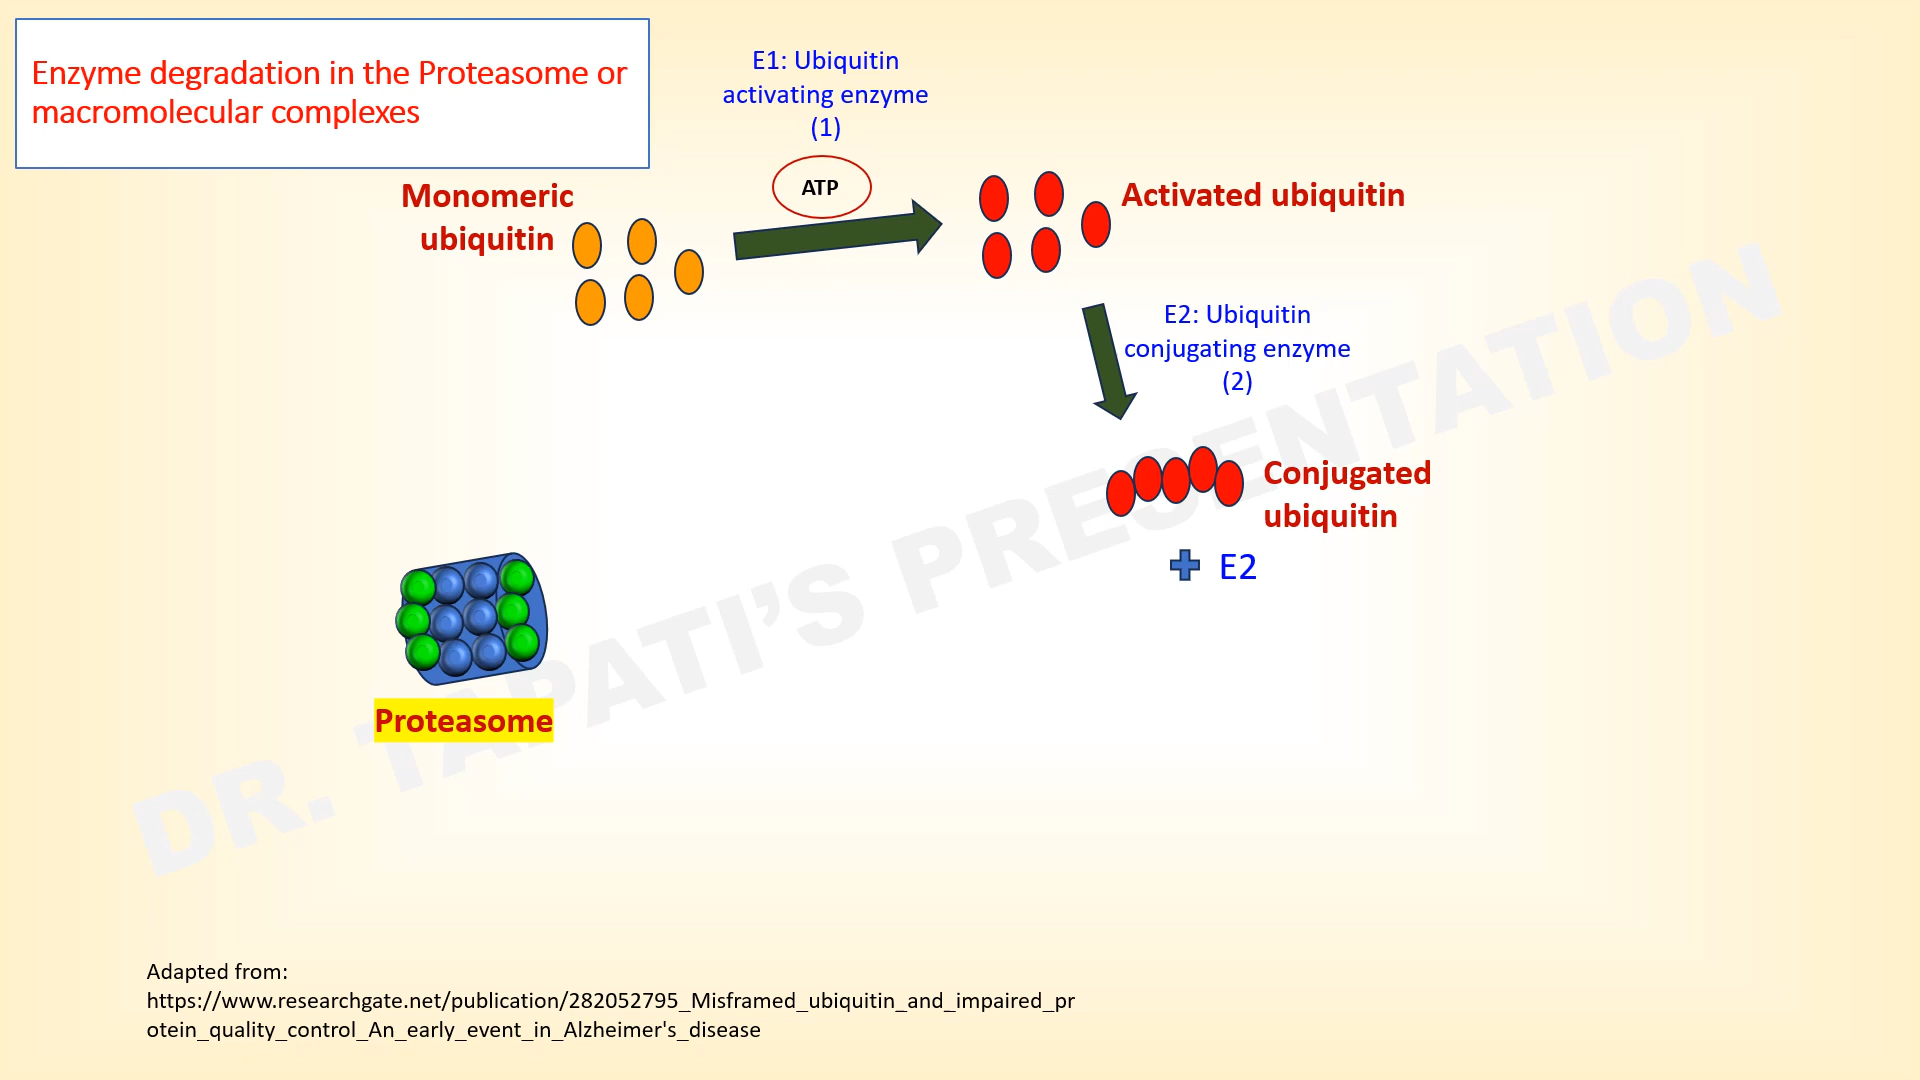 Enzyme degradation in the Proteasome or
macromolecular complexes
E1: Ubiquitin
activating enzyme
(1)
ATP
Monomeric
ubiquitin
Activated ubiquitin
E2: Ubiquitin
conjugating enzyme
(2)
Conjugated
ubiquitin
E2
Proteasome
DR. TAPATI’S PRESENTATION
Adapted from:
https://www.researchgate.net/publication/282052795_Misframed_ubiquitin_and_impaired_pr
otein_quality_control_An_early_event_in_Alzheimer's_disease